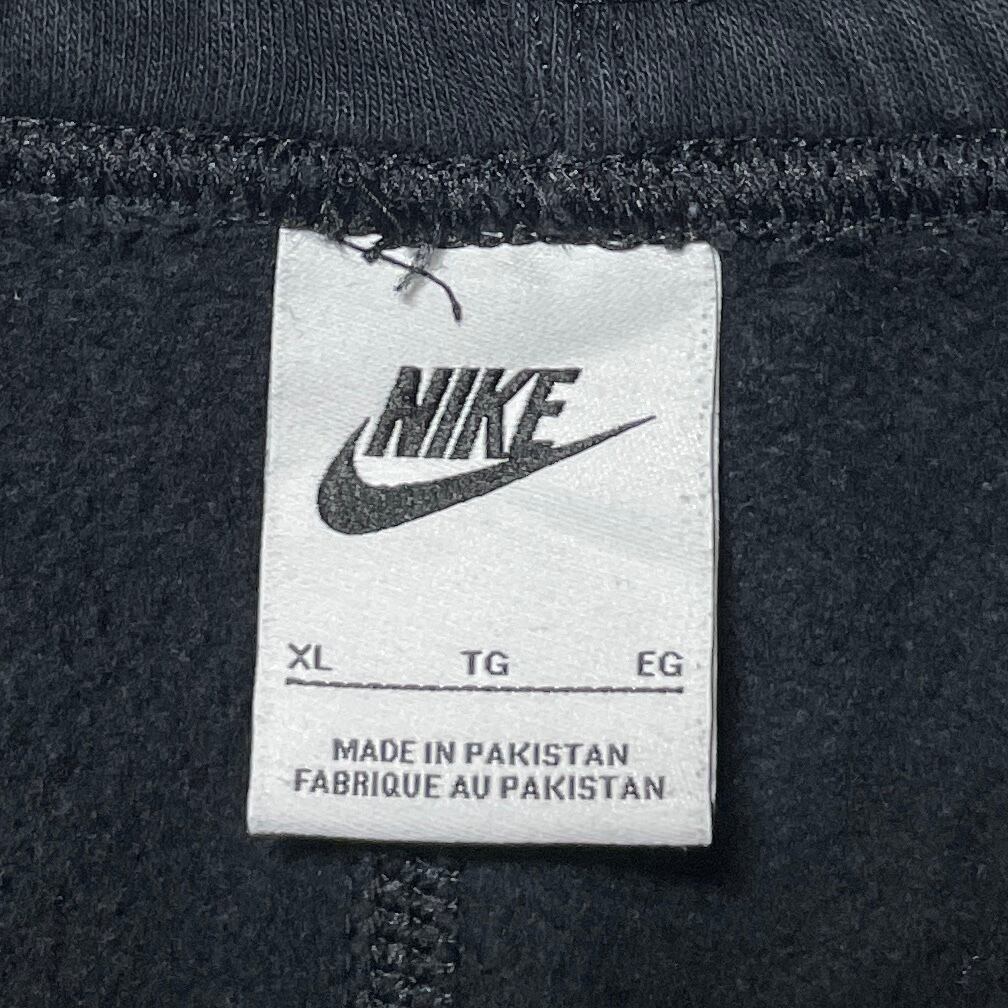 NIKE
XL TG EG
MADE IN PAKISTAN
FABRIQUE AU PAKISTAN